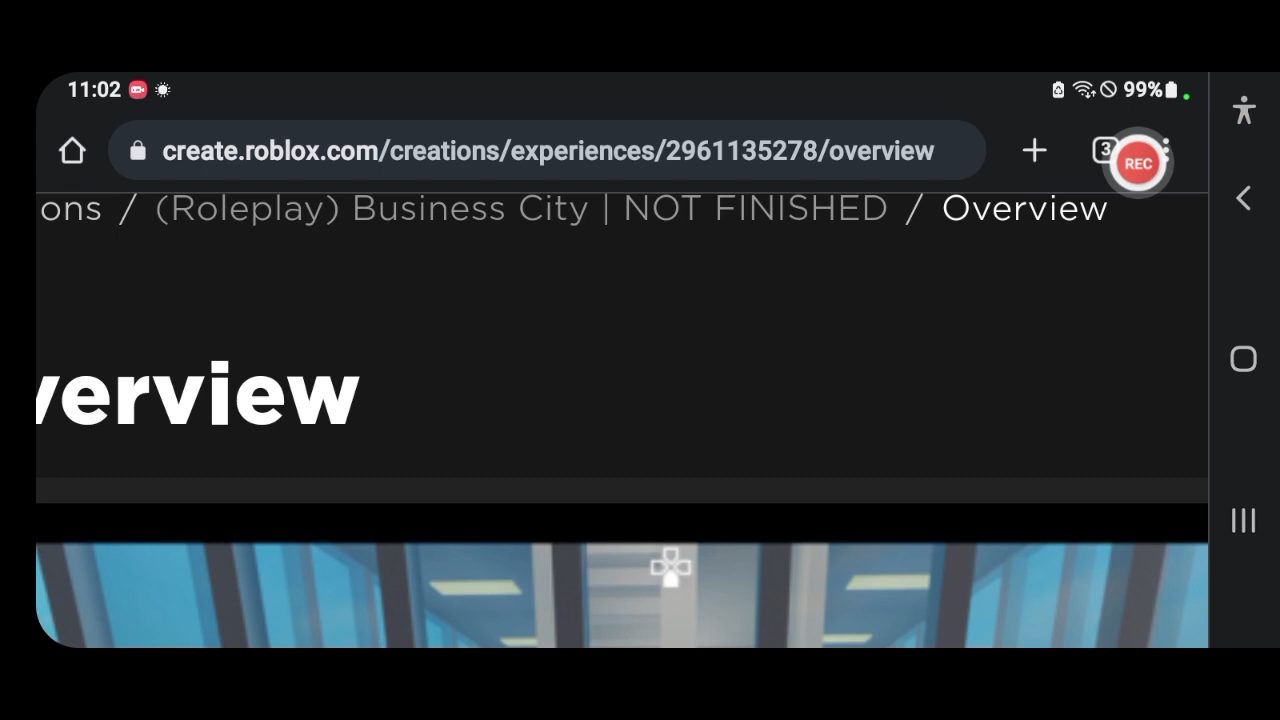 11:02
99%
create.roblox.com/creations/experiences/2961135278/overview
3
REC
ons / (Roleplay) Business City | NOT FINISHED / Overview
verview